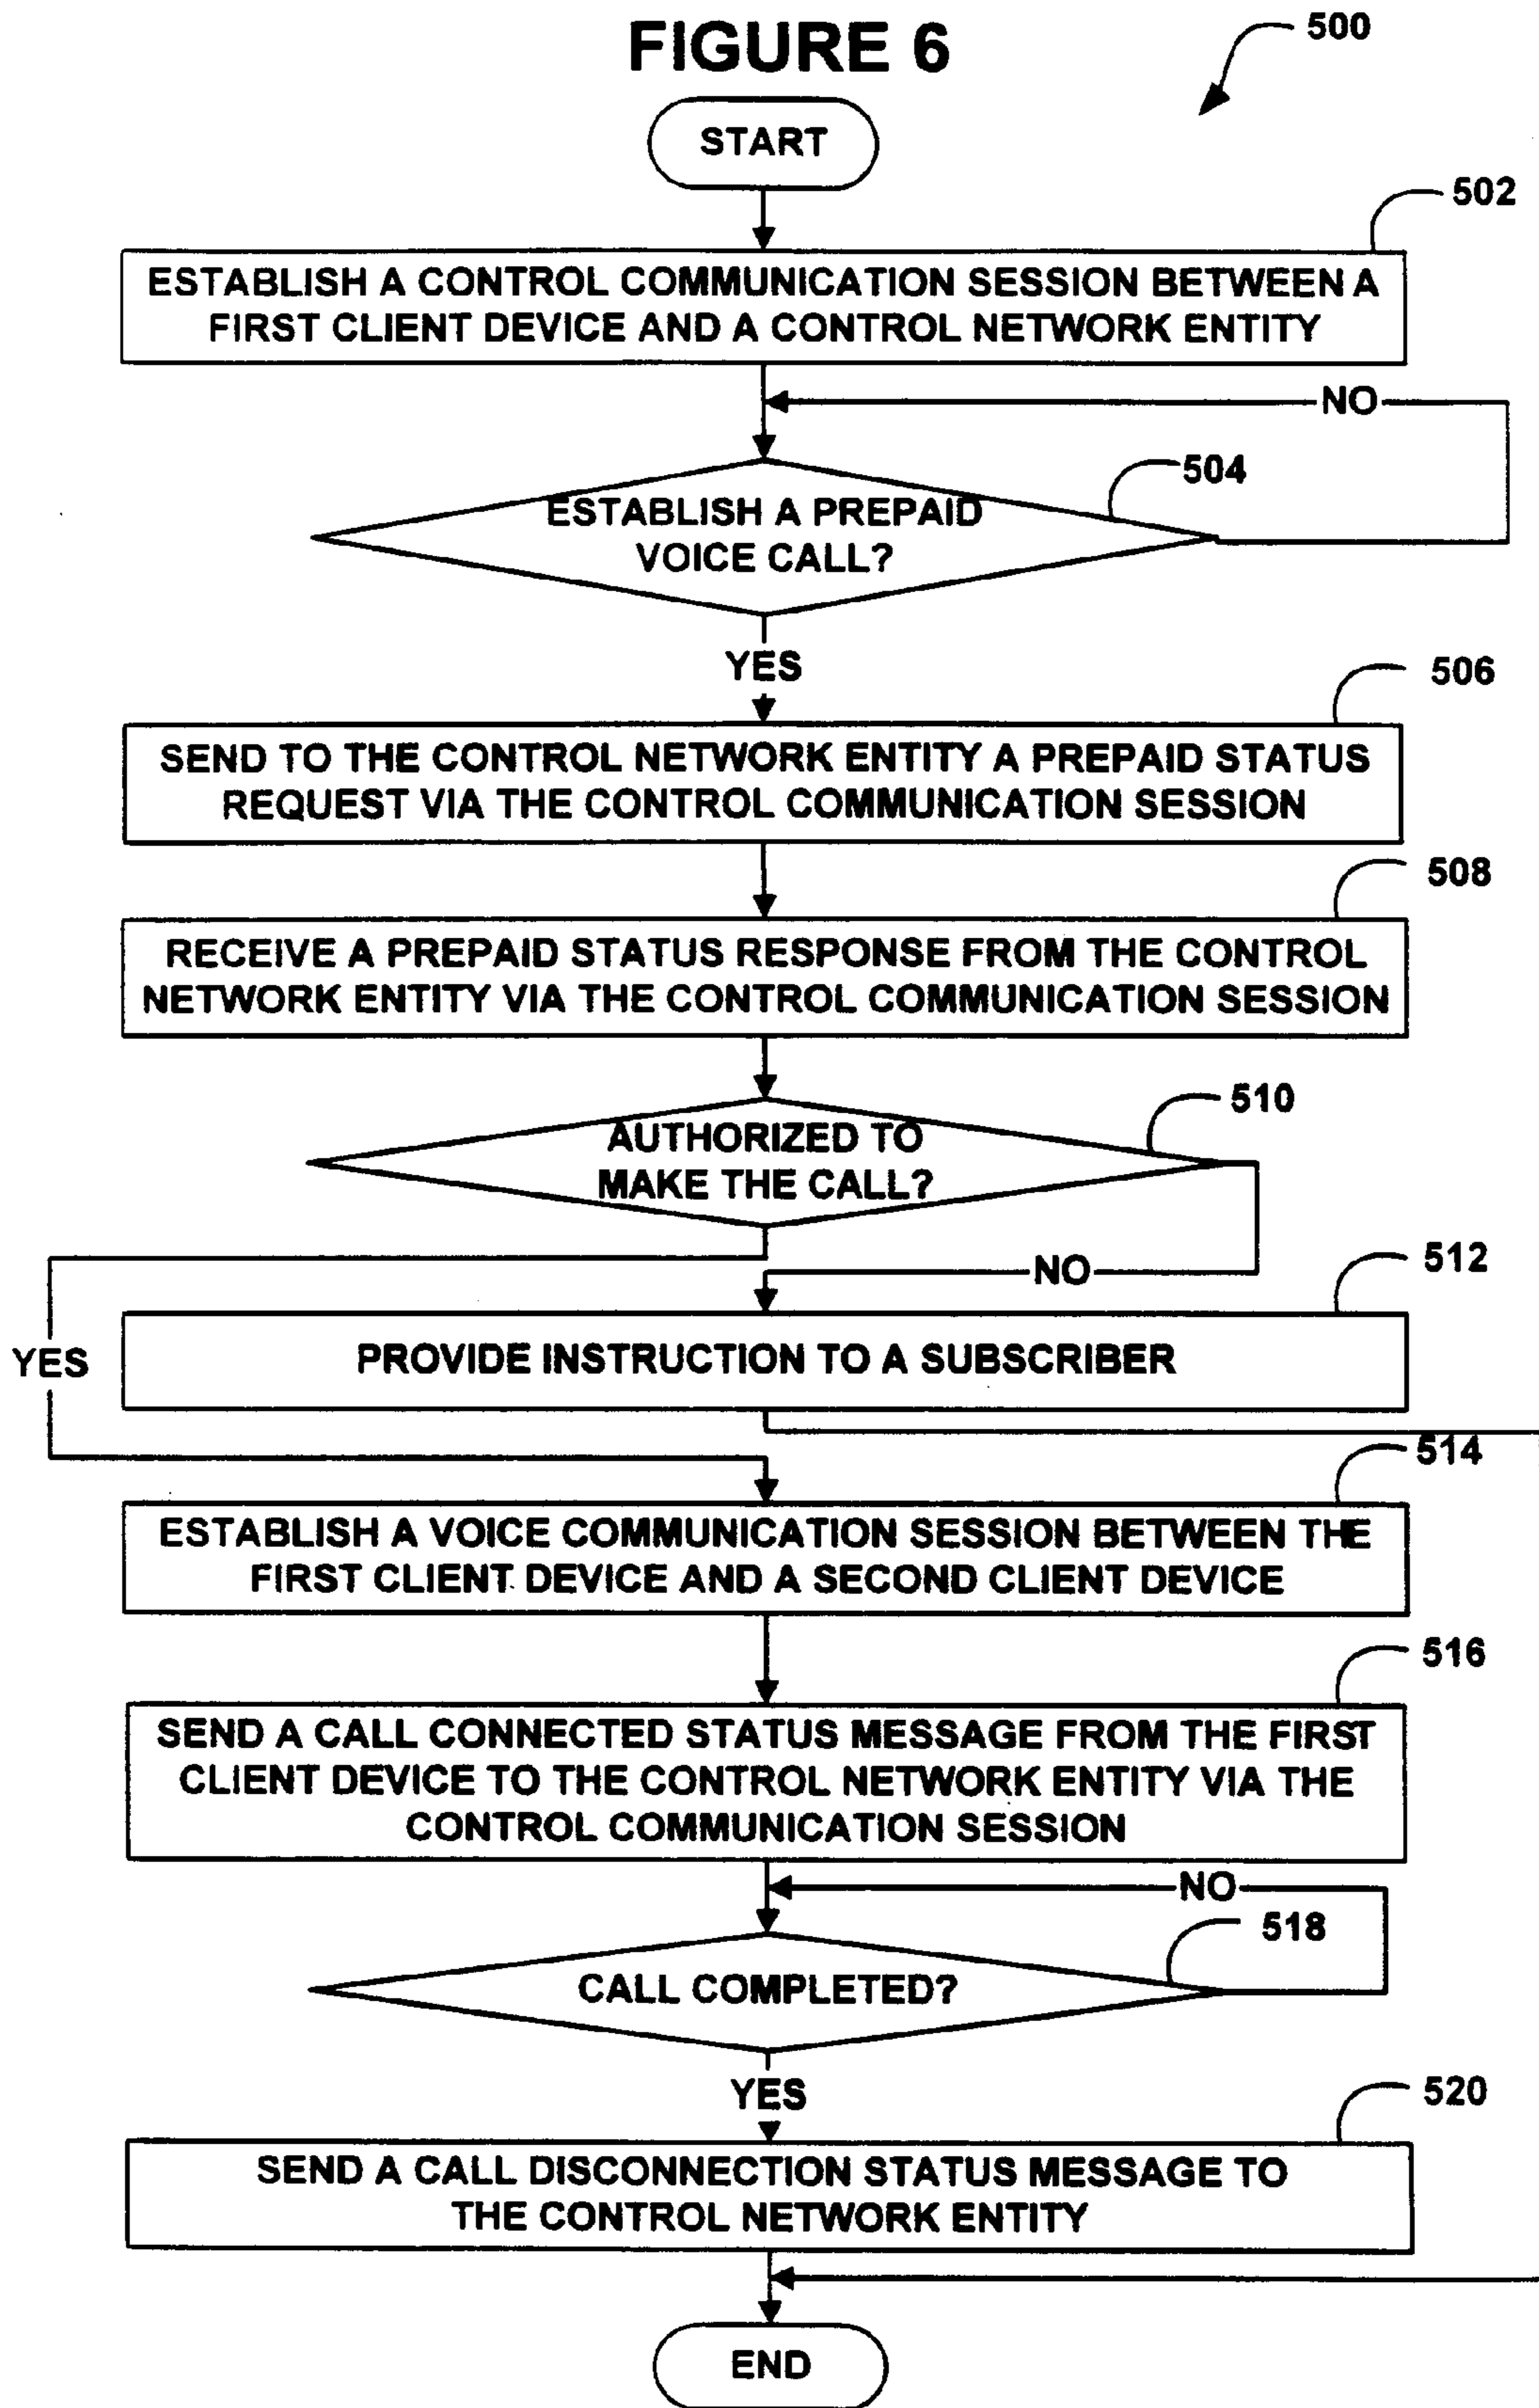 FIGURE 6
500
START
502
ESTABLISH A CONTROL COMMUNICATION SESSION BETWEEN A
FIRST CLIENT DEVICE AND A CONTROL NETWORK ENTITY
NO
504
ESTABLISH A PREPAID
VOICE CALL?
YES
506
SEND TO THE CONTROL NETWORK ENTITY A PREPAID STATUS
REQUEST VIA THE CONTROL COMMUNICATION SESSION
508
RECEIVE A PREPAID STATUS RESPONSE FROM THE CONTROL
NETWORK ENTITY VIA THE CONTROL COMMUNICATION SESSION
510
AUTHORIZED TO
MAKE THE CALL?
NO
512
YES
PROVIDE INSTRUCTION TO A SUBSCRIBER
514
ESTABLISH A VOICE COMMUNICATION SESSION BETWEEN THE
FIRST CLIENT DEVICE AND A SECOND CLIENT DEVICE
516
SEND A CALL CONNECTED STATUS MESSAGE FROM THE FIRST
CLIENT DEVICE TO THE CONTROL NETWORK ENTITY VIA THE
CONTROL COMMUNICATION SESSION
NO
518
CALL COMPLETED?
YES
520
SEND A CALL DISCONNECTION STATUS MESSAGE TO
THE CONTROL NETWORK ENTITY
END